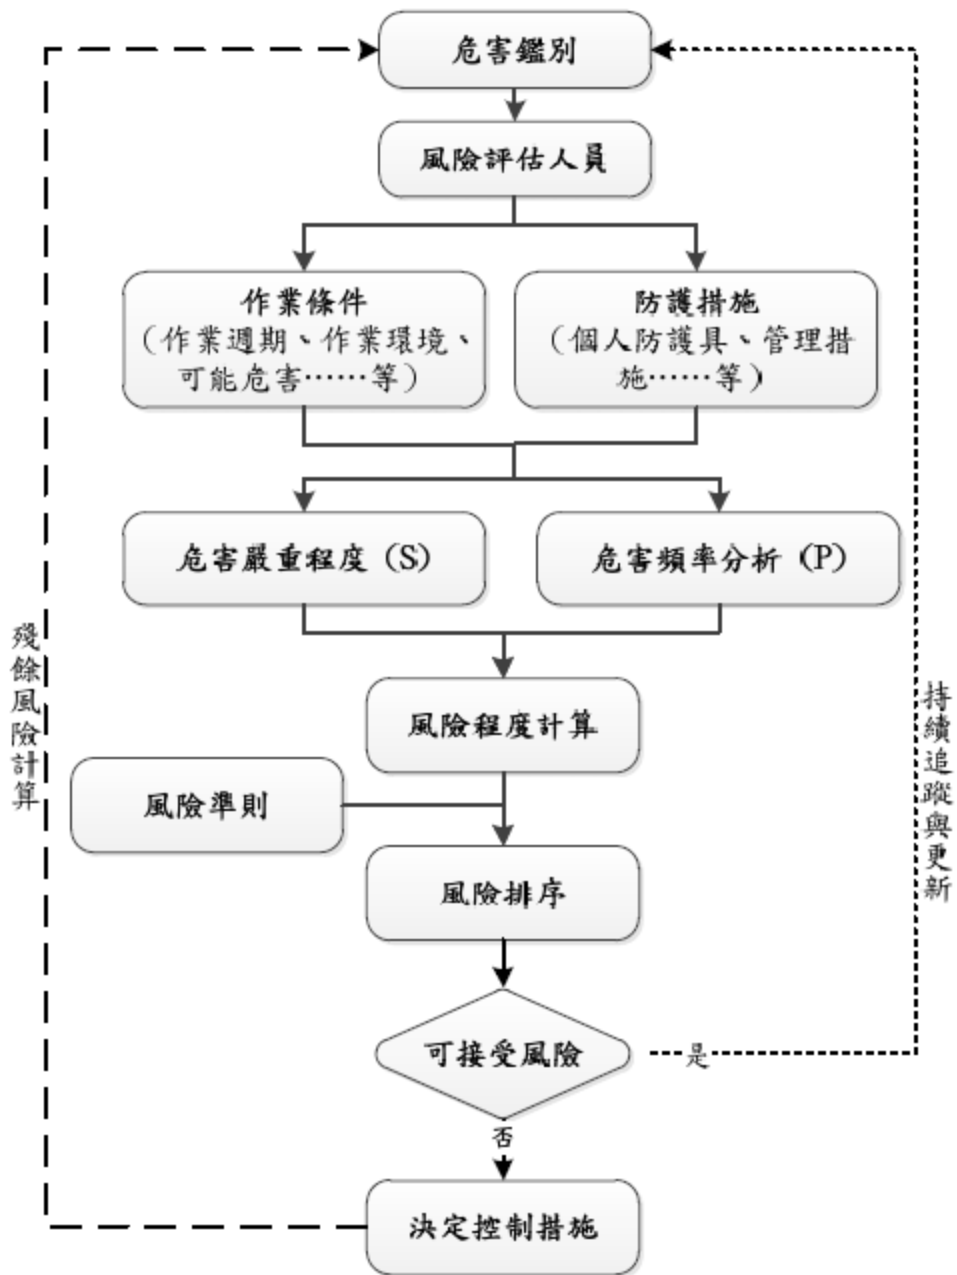 危害鑑別
風險評估人員
作業條件
（作業週期、作業環境、
可能危害……等）
防護措施
（個人防護具、管理措
施……等）
危害嚴重程度（S）
危害頻率分析（P）
風險程度計算
風險準則
風險排序
可接受風險
是
否
決定控制措施
殘餘風險計算
持續追蹤與更新